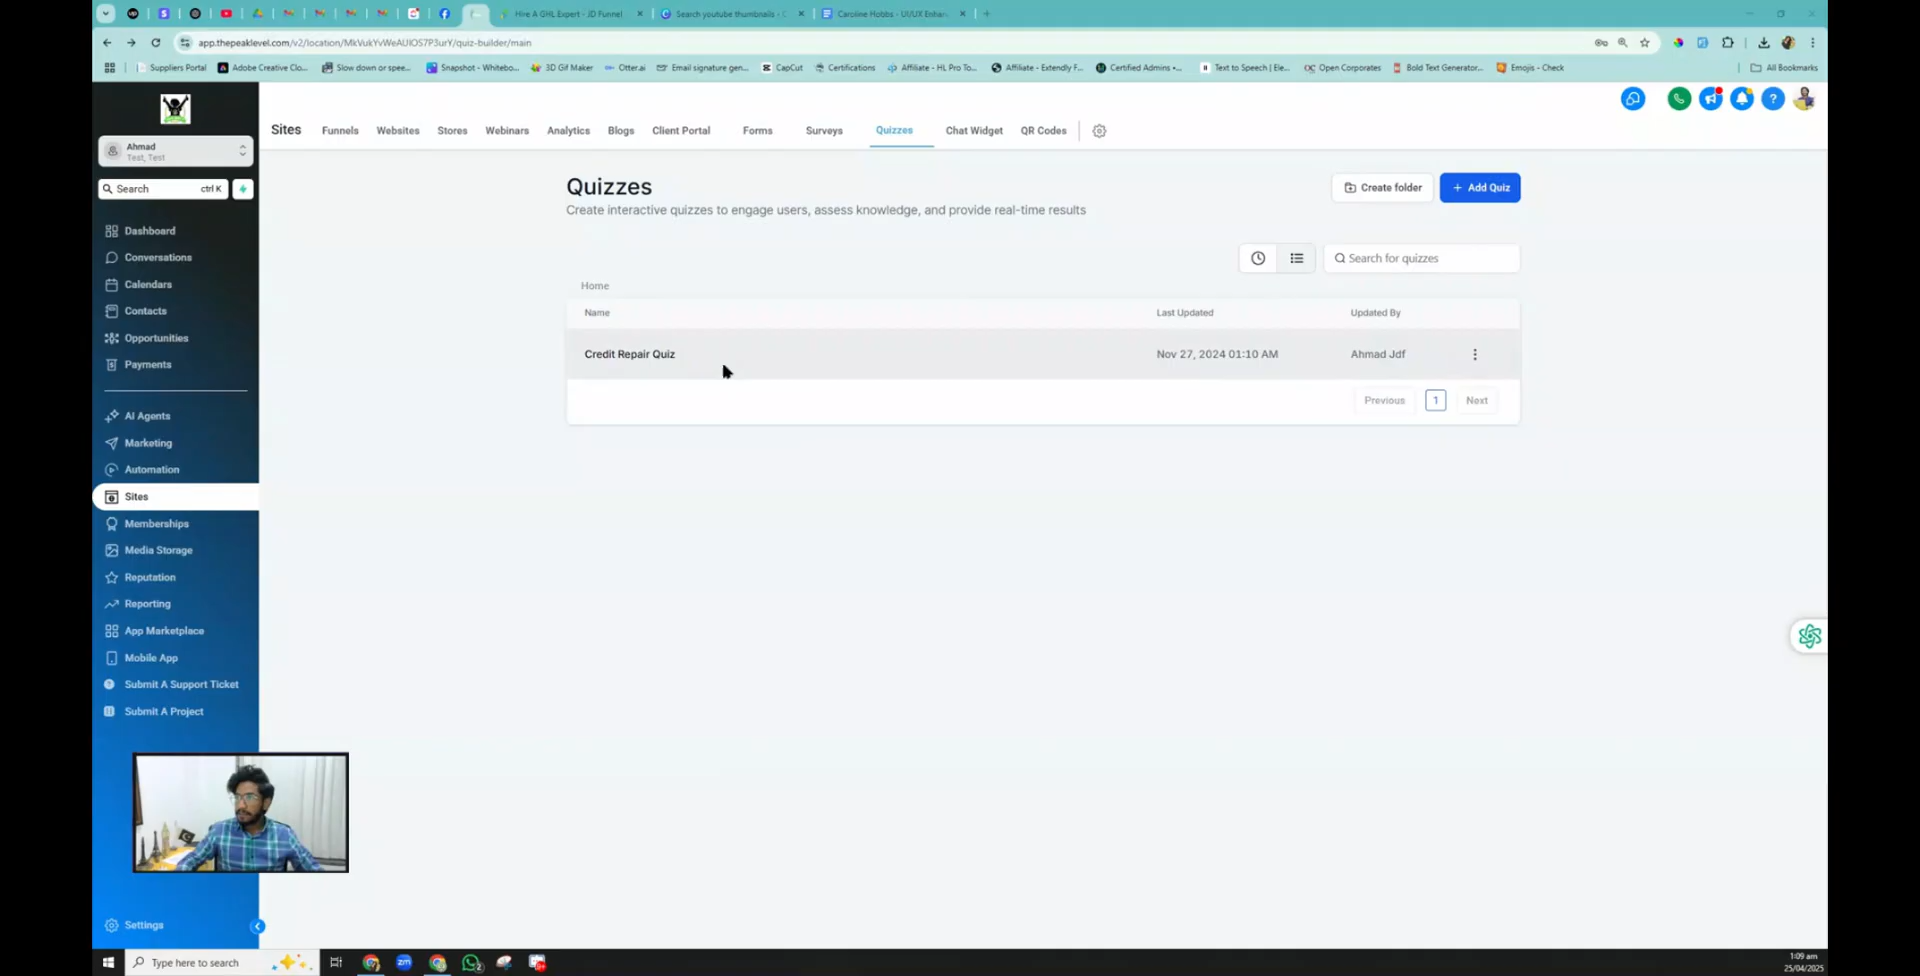 Hire A GHL Expert - JD Funnel
Search youtube thumbnails - C
Caroline Hobbs - UI/UX Enhan
app.thepeaklevel.com/v2/location/MkVukYvWeAUIOS7P3urY/quiz-builder/main
Suppliers Portal
Adobe Creative Clo...
Slow down or spee...
Snapshot - Whitebo...
3D Gif Maker
Otter.ai
Email signature gen...
CapCut
Certifications
Affiliate - HL Pro To...
Affiliate - Extendly F...
Certified Admins •...
Text to Speech | Ele...
Open Corporates
Bold Text Generator...
Emojis - Check
All Bookmarks
Ahmad
Test, Test
Search
ctrl K
Dashboard
Conversations
Calendars
Contacts
Opportunities
Payments
AI Agents
Marketing
Automation
Sites
Memberships
Media Storage
Reputation
Reporting
App Marketplace
Mobile App
Submit A Support Ticket
Submit A Project
Settings
Sites
Funnels
Websites
Stores
Webinars
Analytics
Blogs
Client Portal
Forms
Surveys
Quizzes
Chat Widget
QR Codes
Quizzes
Create interactive quizzes to engage users, assess knowledge, and provide real-time results
Create folder
+ Add Quiz
Search for quizzes
Home
Name
Last Updated
Updated By
Credit Repair Quiz
Nov 27, 2024 01:10 AM
Ahmad Jdf
Previous
1
Next
Type here to search
zm
1:09 am
25/04/2025